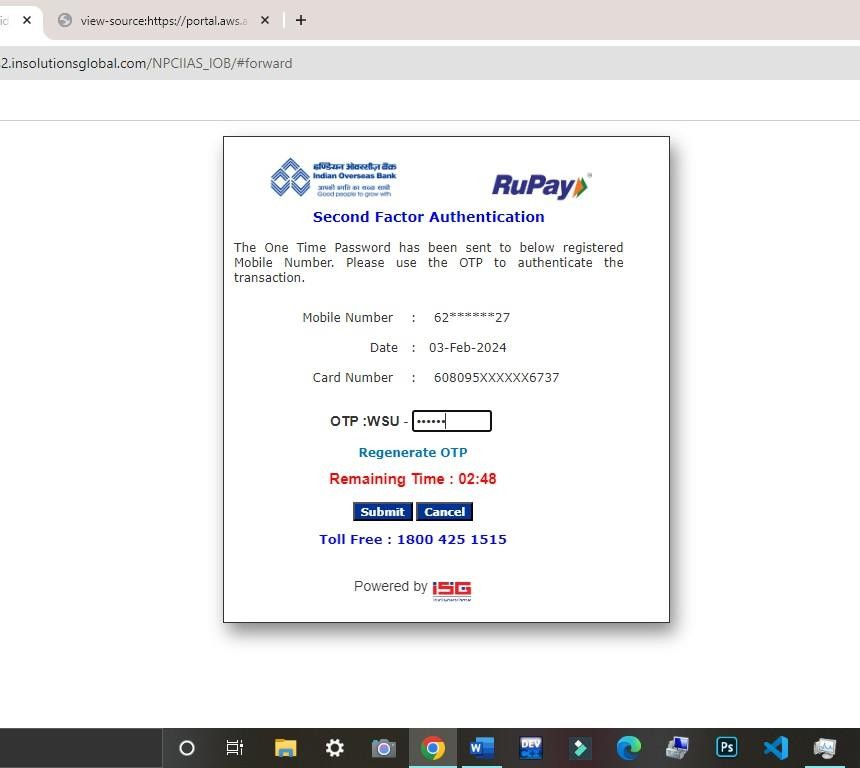 view-source:https://portal.aws.a
2.insolutionsglobal.com/NPCIIAS_IOB/#forward
इण्डियन ओवरसीज़ बैंक
Indian Overseas Bank
आपकी प्रगति का सच्चा साथी
Good people to grow with
RuPay
Second Factor Authentication
The One Time Password has been sent to below registered
Mobile Number. Please use the OTP to authenticate the
transaction.
Mobile Number : 62******27
Date : 03-Feb-2024
Card Number : 608095XXXXXX6737
OTP :WSU - ••••••
Regenerate OTP
Remaining Time : 02:48
Submit Cancel
Toll Free : 1800 425 1515
Powered by iSG
W DEV Ps